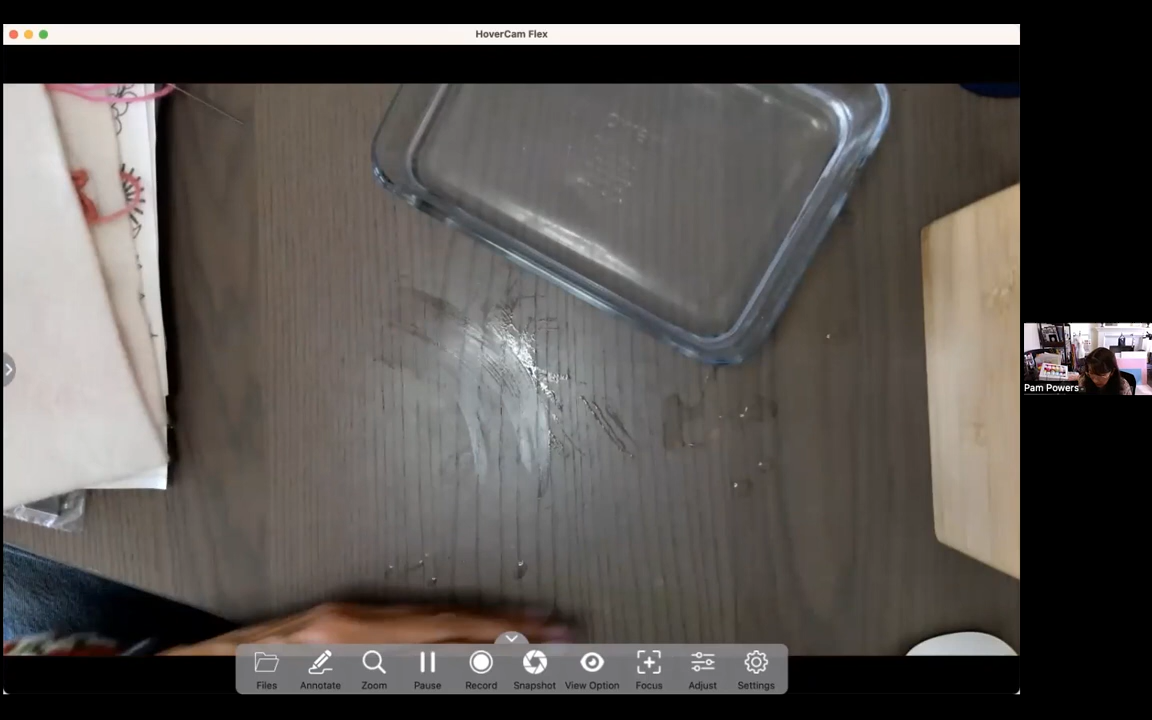 HoverCam Flex
Pam Powers
Files Annotate Zoom Pause Record Snapshot View Option Focus Adjust Settings